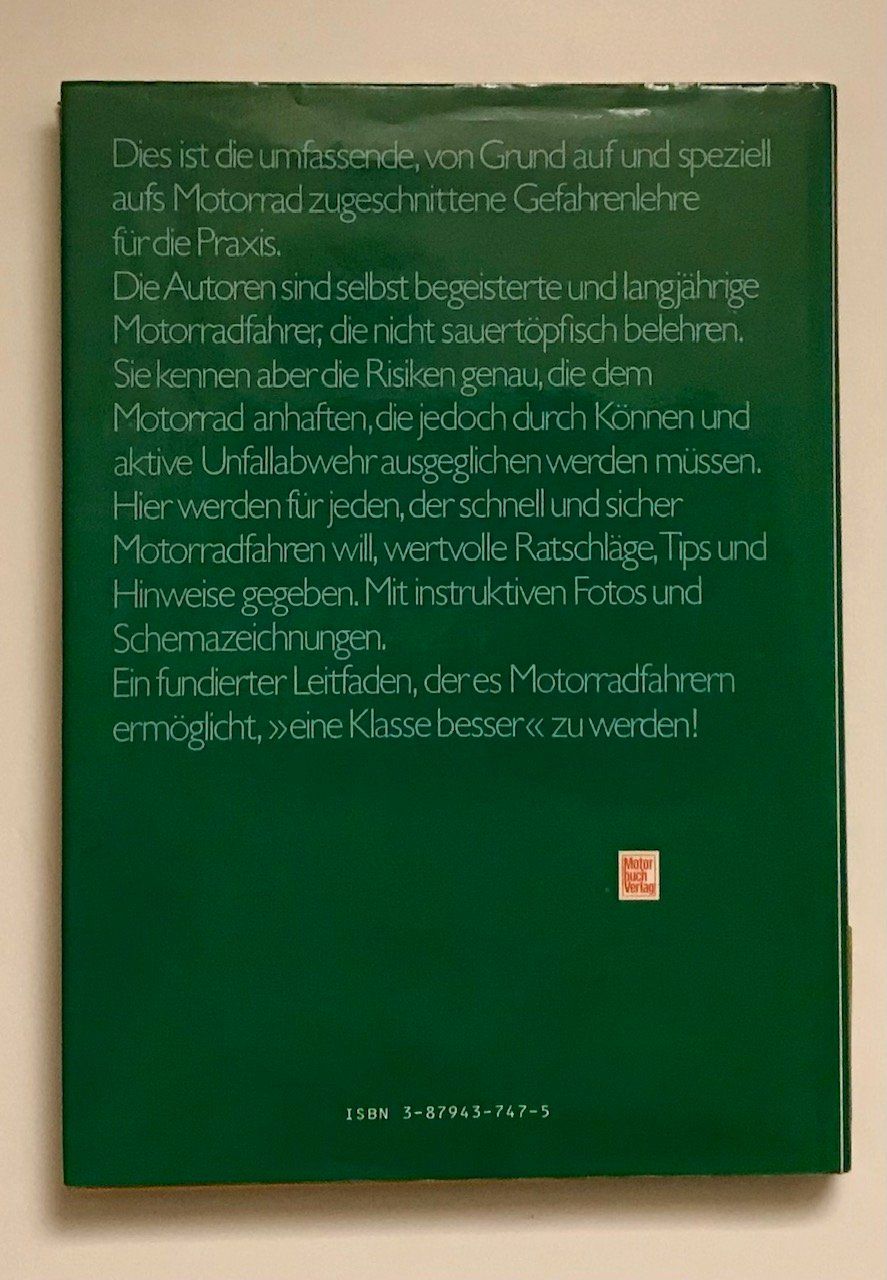 Dies ist die umfassende, von Grund auf und speziell
aufs Motorrad zugeschnittene Gefahrenlehre
für die Praxis.
Die Autoren sind selbst begeisterte und langjährige
Motorradfahrer, die nicht sauertöpfisch belehren.
Sie kennen aber die Risiken genau, die dem
Motorrad anhaften, die jedoch durch Können und
aktive Unfallabwehr ausgeglichen werden müssen.
Hier werden für jeden, der schnell und sicher
Motorradfahren will, wertvolle Ratschläge, Tips und
Hinweise gegeben. Mit instruktiven Fotos und
Schemazeichnungen.
Ein fundierter Leitfaden, der es Motorradfahrern
ermöglicht, »eine Klasse besser« zu werden!
Motor
buch
Verlag
ISBN 3-87943-747-5